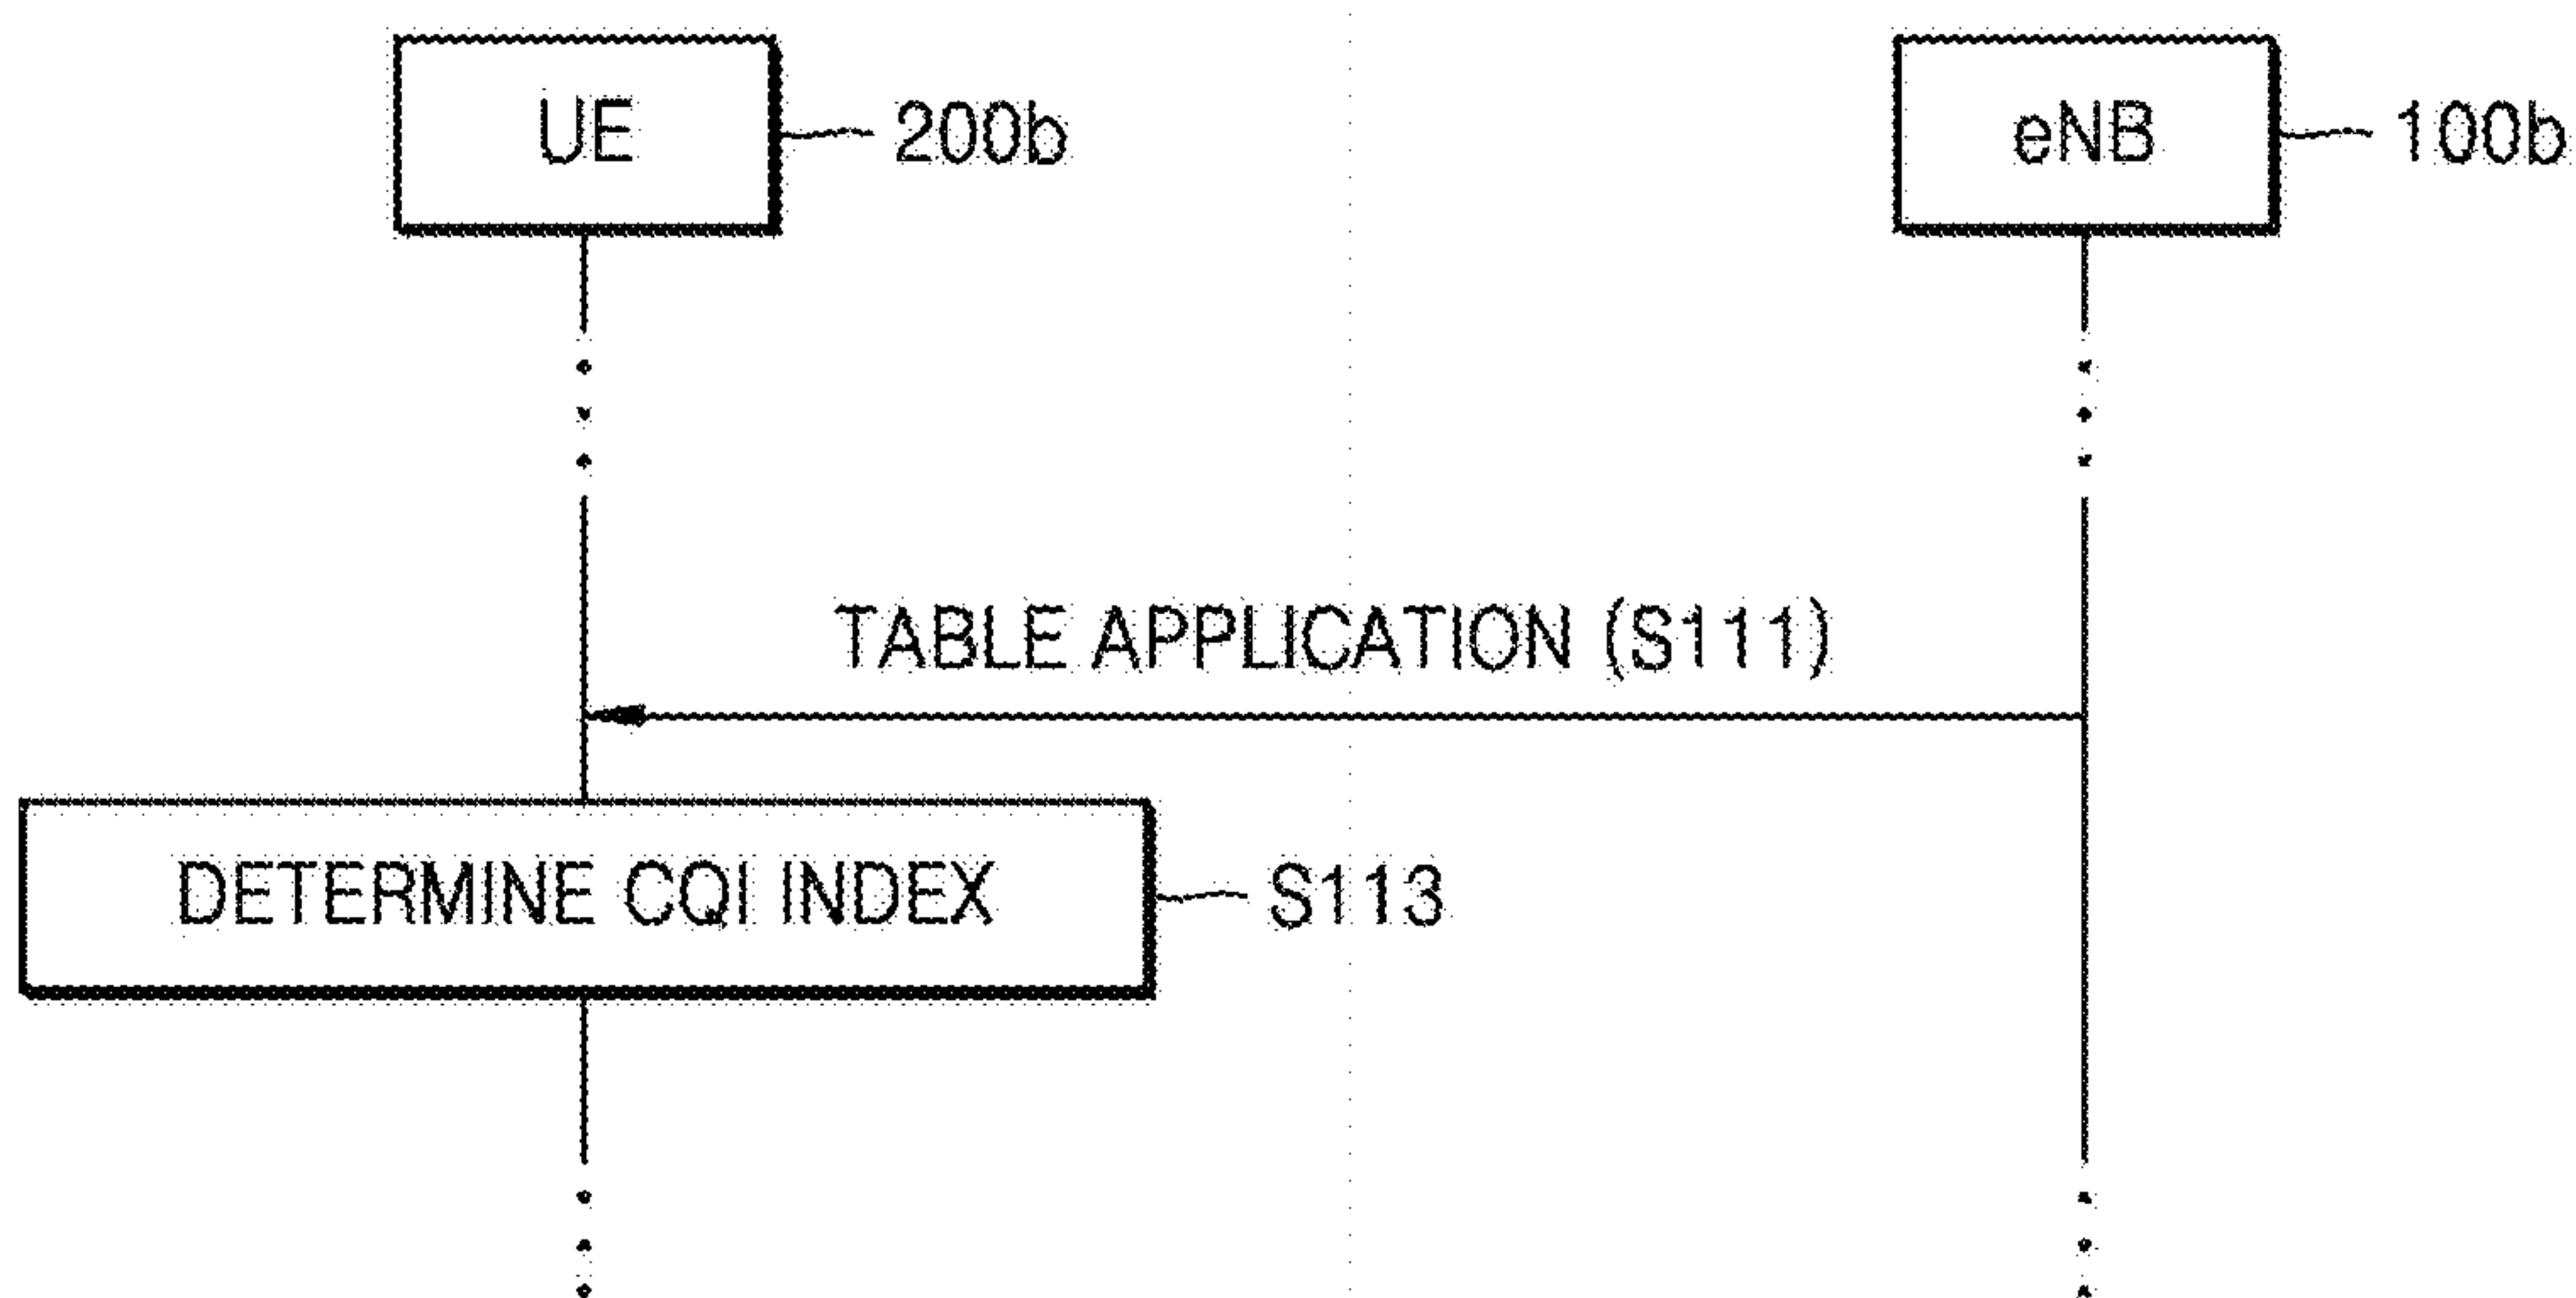 UE 200b eNB 100b
TABLE APPLICATION (S111)
DETERMINE CQI INDEX S113